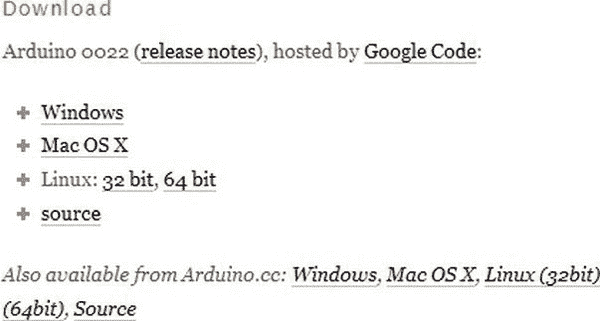 Download
Arduino 0022 (release notes), hosted by Google Code:
Windows
Mac OS X
Linux: 32 bit, 64 bit
source
Also available from Arduino.cc: Windows, Mac OS X, Linux (32bit)
(64bit), Source